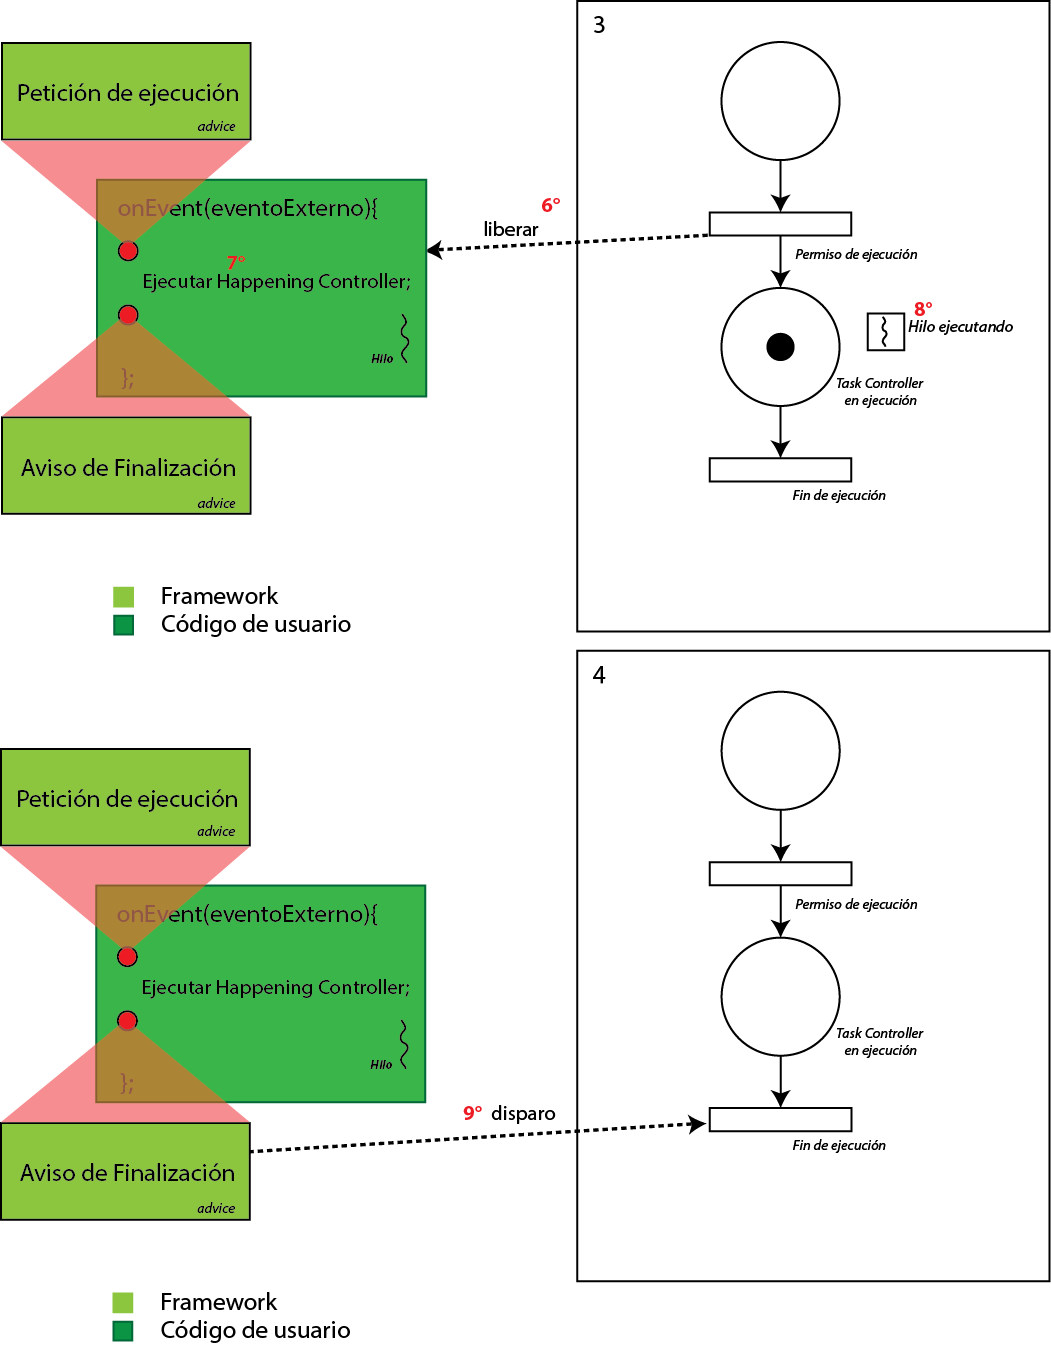 3
Petición de ejecución
advice
onEvent(eventoExterno){
6°
liberar
Permiso de ejecución
7°
Ejecutar Happening Controller;
8°
Hilo ejecutando
Hilo
};
Task Controller
en ejecución
Aviso de Finalización
advice
Fin de ejecución
Framework
Código de usuario
4
Petición de ejecución
advice
onEvent(eventoExterno){
Permiso de ejecución
Ejecutar Happening Controller;
Hilo
};
Task Controller
en ejecución
9° disparo
Fin de ejecución
Aviso de Finalización
advice
Framework
Código de usuario